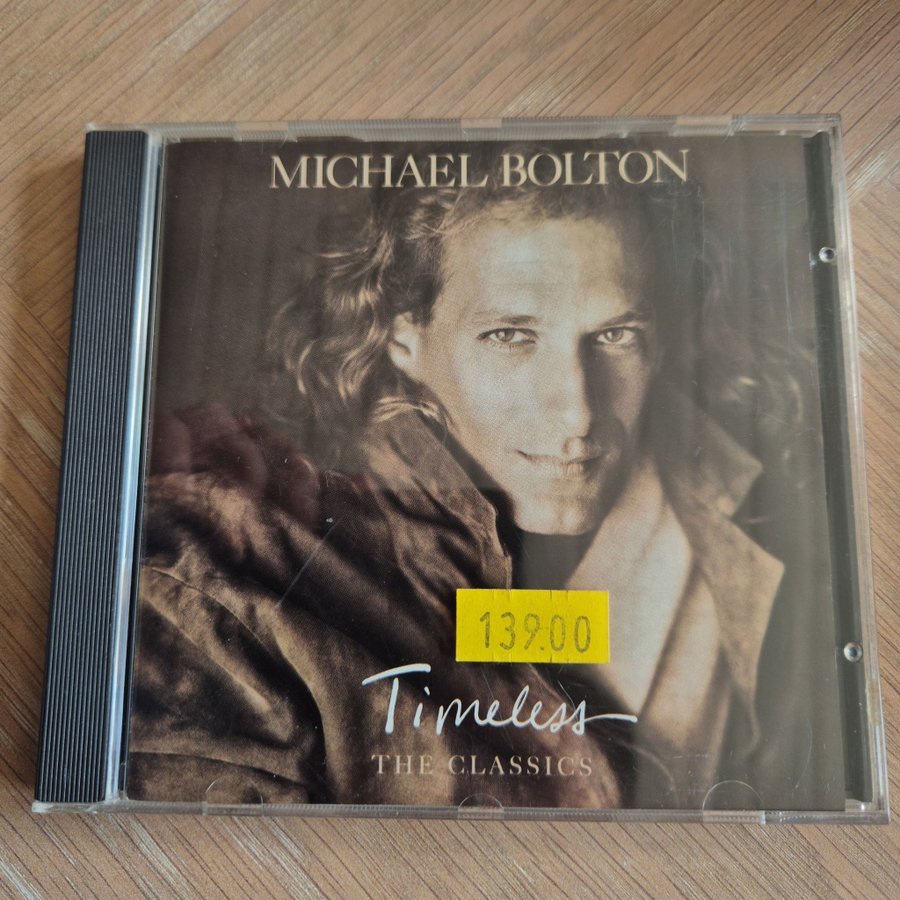 MICHAEL BOLTON
139.00
Timeless
THE CLASSICS